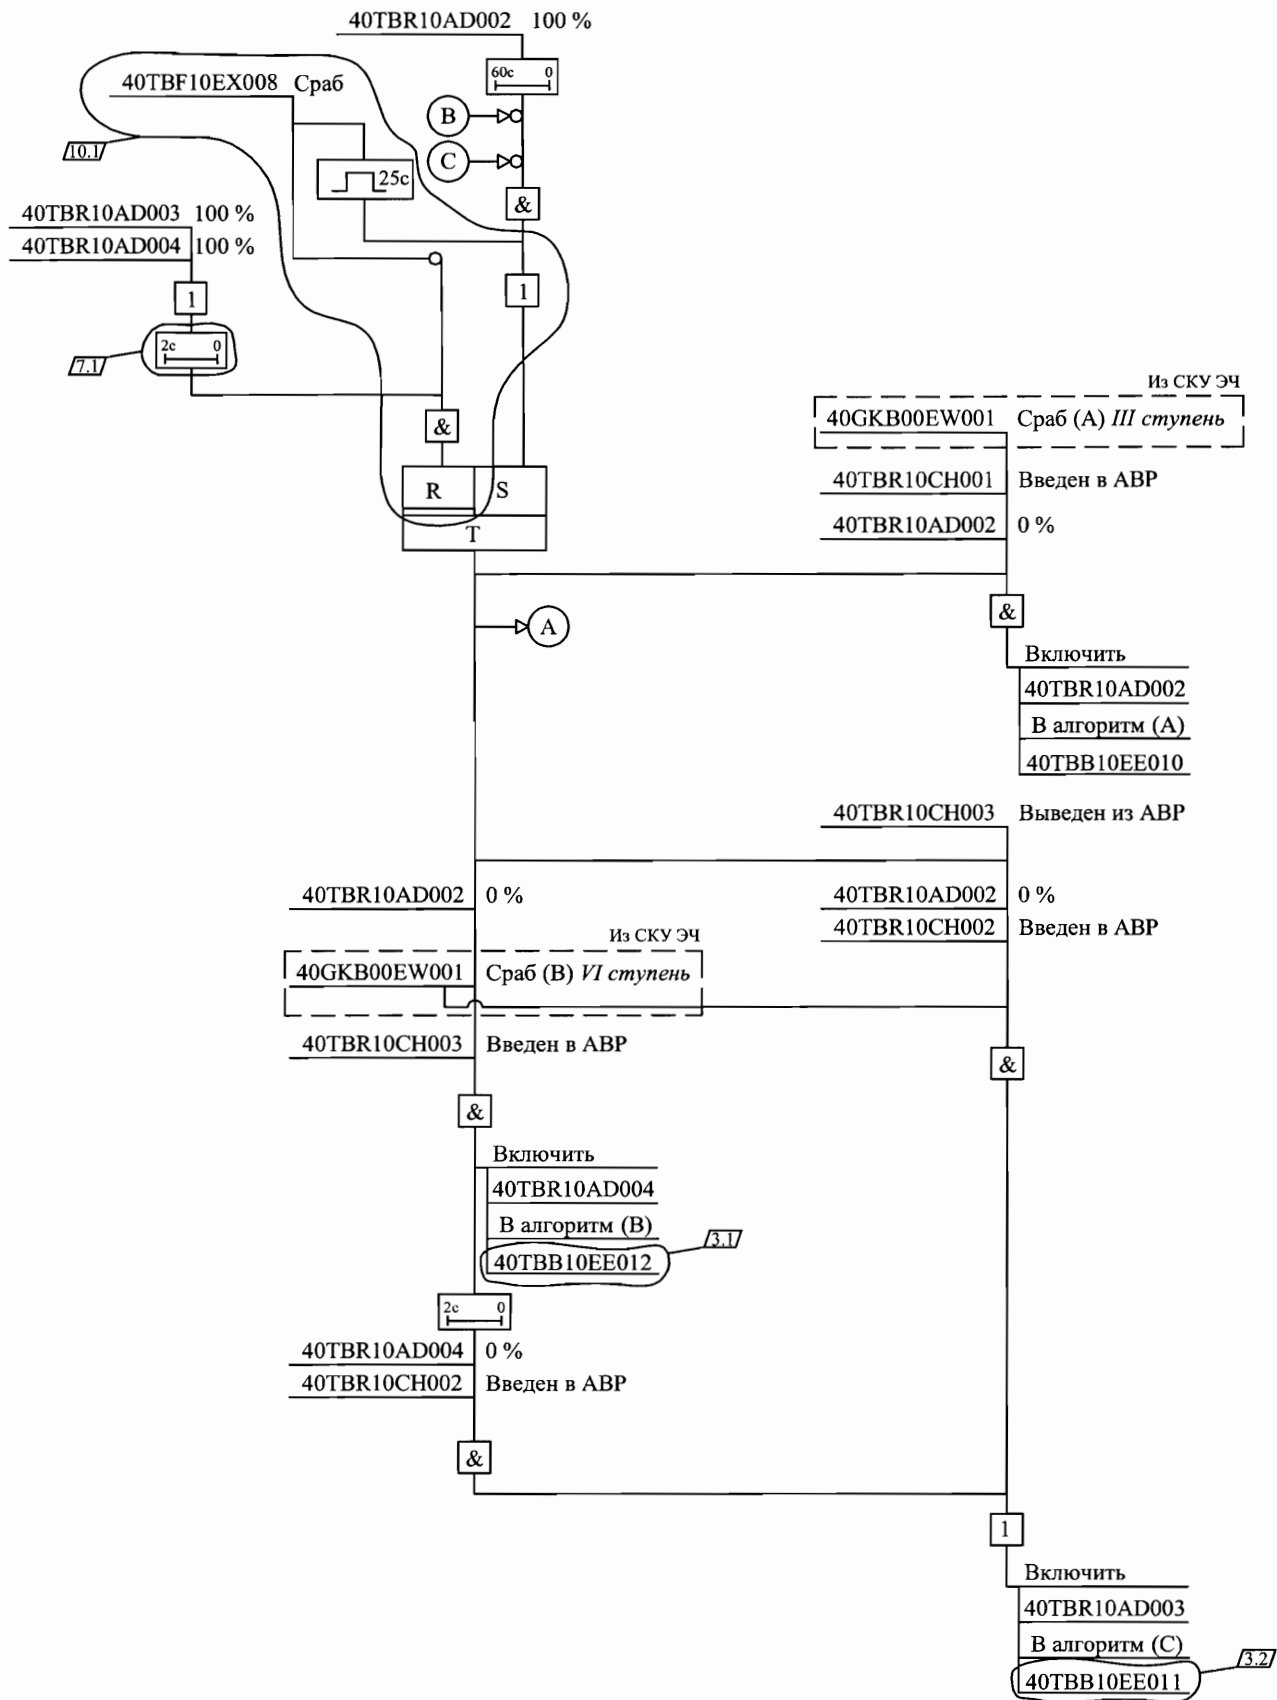 40TBR10AD002 100 %
60с 0
40TBF10EX008 Сраб
B
C
10.1
25с
&
40TBR10AD003 100 %
40TBR10AD004 100 %
1
1
2с 0
7.1
&
R S
T
Из СКУ ЭЧ
40GKB00EW001 Сраб (А) III ступень
40TBR10CH001 Введен в АВР
40TBR10AD002 0 %
&
A
Включить
40TBR10AD002
В алгоритм (А)
40TBB10EE010
40TBR10CH003 Выведен из АВР
40TBR10AD002 0 %
40TBR10AD002 0 %
40TBR10CH002 Введен в АВР
Из СКУ ЭЧ
40GKB00EW001 Сраб (В) VI ступень
40TBR10CH003 Введен в АВР
&
&
Включить
40TBR10AD004
В алгоритм (В)
40TBB10EE012
3.1
2с 0
40TBR10AD004 0 %
40TBR10CH002 Введен в АВР
&
1
Включить
40TBR10AD003
В алгоритм (С)
40TBB10EE011
3.2